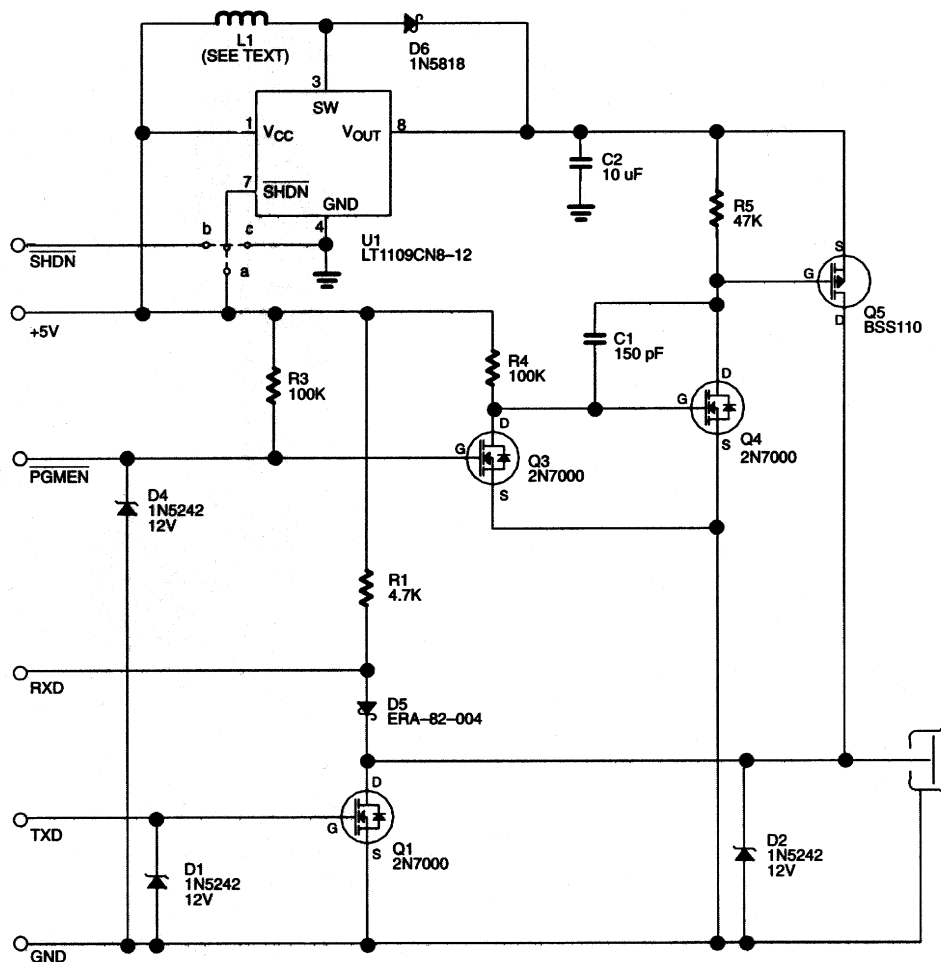 L1
(SEE TEXT)
D6
1N5818
3
SW
1
VCC
VOUT
8
7
SHDN
GND
4
C2
10 uF
R5
47K
b
c
a
U1
LT1109CN8-12
SHDN
+5V
S
G
D
Q5
BSS110
C1
150 pF
R3
100K
R4
100K
D
G
S
Q4
2N7000
PGMEN
D
G
S
Q3
2N7000
D4
1N5242
12V
R1
4.7K
RXD
D5
ERA-82-004
TXD
D
G
S
Q1
2N7000
D1
1N5242
12V
D2
1N5242
12V
GND